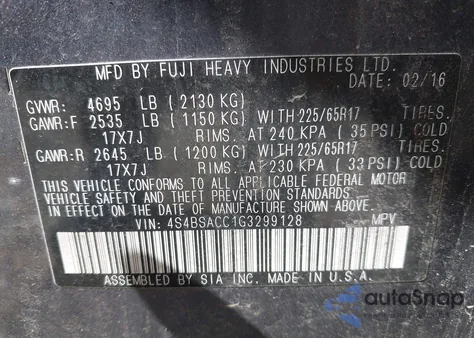 MFD BY FUJI HEAVY INDUSTRIES LTD.
DATE: 02/16
GVWR: 4695 LB (2130 KG)
GAWR:F 2535 LB (1150 KG) WITH 225/65R17 TIRES.
17X7J RIMS. AT 240 KPA (35 PSI) COLD
GAWR:R 2645 LB (1200 KG) WITH 225/65R17 TIRES.
17X7J RIMS. AT 230 KPA (33 PSI) COLD
THIS VEHICLE CONFORMS TO ALL APPLICABLE FEDERAL MOTOR
VEHICLE SAFETY AND THEFT PREVENTION STANDARDS
IN EFFECT ON THE DATE OF MANUFACTURE SHOWN ABOVE.
VIN: 4S4BSACC1G3299128 MPV
ASSEMBLED BY SIA INC. MADE IN U.S.A.
autoSnap